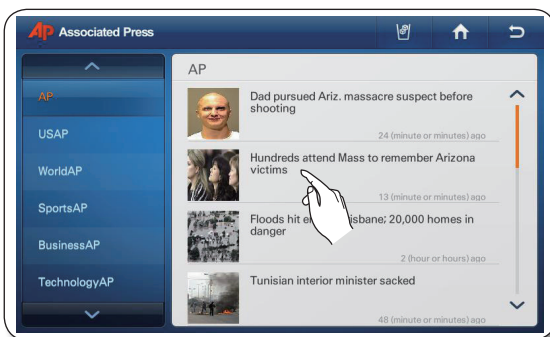 AP Associated Press
AP
USAP
WorldAP
SportsAP
BusinessAP
TechnologyAP
AP
Dad pursued Ariz. massacre suspect before
shooting
24 (minute or minutes) ago
Hundreds attend Mass to remember Arizona
victims
13 (minute or minutes) ago
Floods hit isbane; 20,000 homes in
danger
2 (hour or hours) ago
Tunisian interior minister sacked
48 (minute or minutes) ago